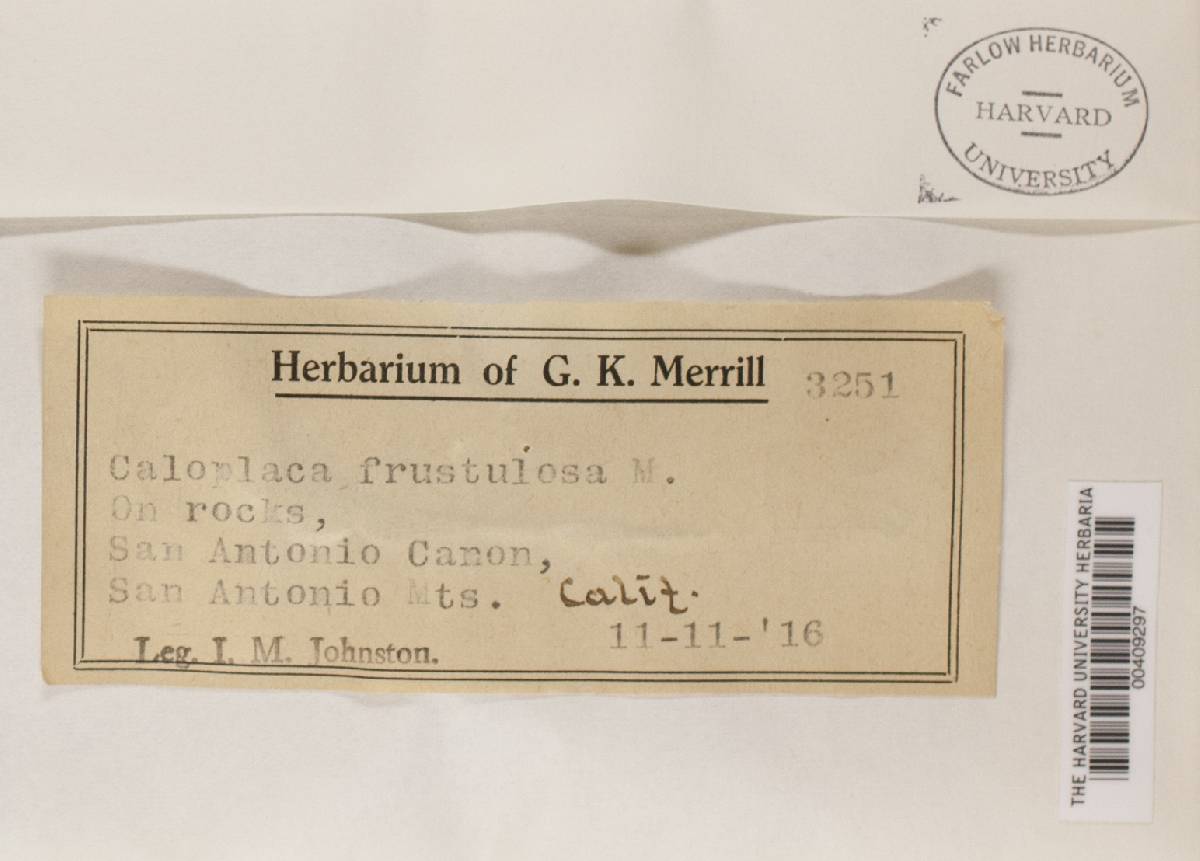 FARLOW HERBARIUM
HARVARD
UNIVERSITY
Herbarium of G. K. Merrill 3251
Caloplaca frustulosa M.
On rocks,
San Antonio Canon,
San Antonio Mts. Calif.
11-11-'16
Leg. I. M. Johnston.
THE HARVARD UNIVERSITY HERBARIA
00409297